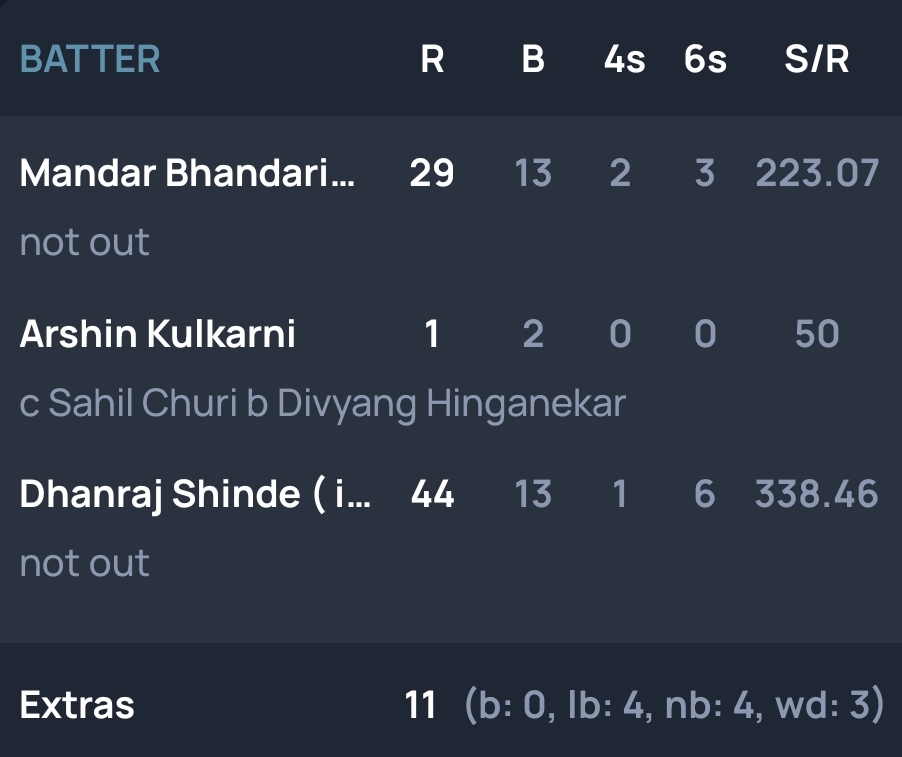 BATTER R B 4s 6s S/R
Mandar Bhandari... 29 13 2 3 223.07
not out
Arshin Kulkarni 1 2 0 0 50
c Sahil Churi b Divyang Hinganekar
Dhanraj Shinde ( i... 44 13 1 6 338.46
not out
Extras 11 (b: 0, lb: 4, nb: 4, wd: 3)